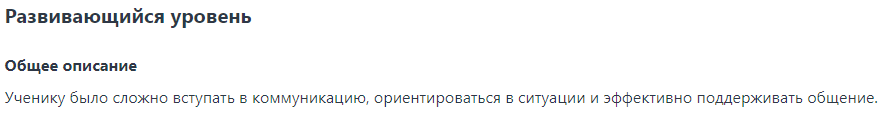 Развивающийся уровень
Общее описание
Ученику было сложно вступать в коммуникацию, ориентироваться в ситуации и эффективно поддерживать общение.